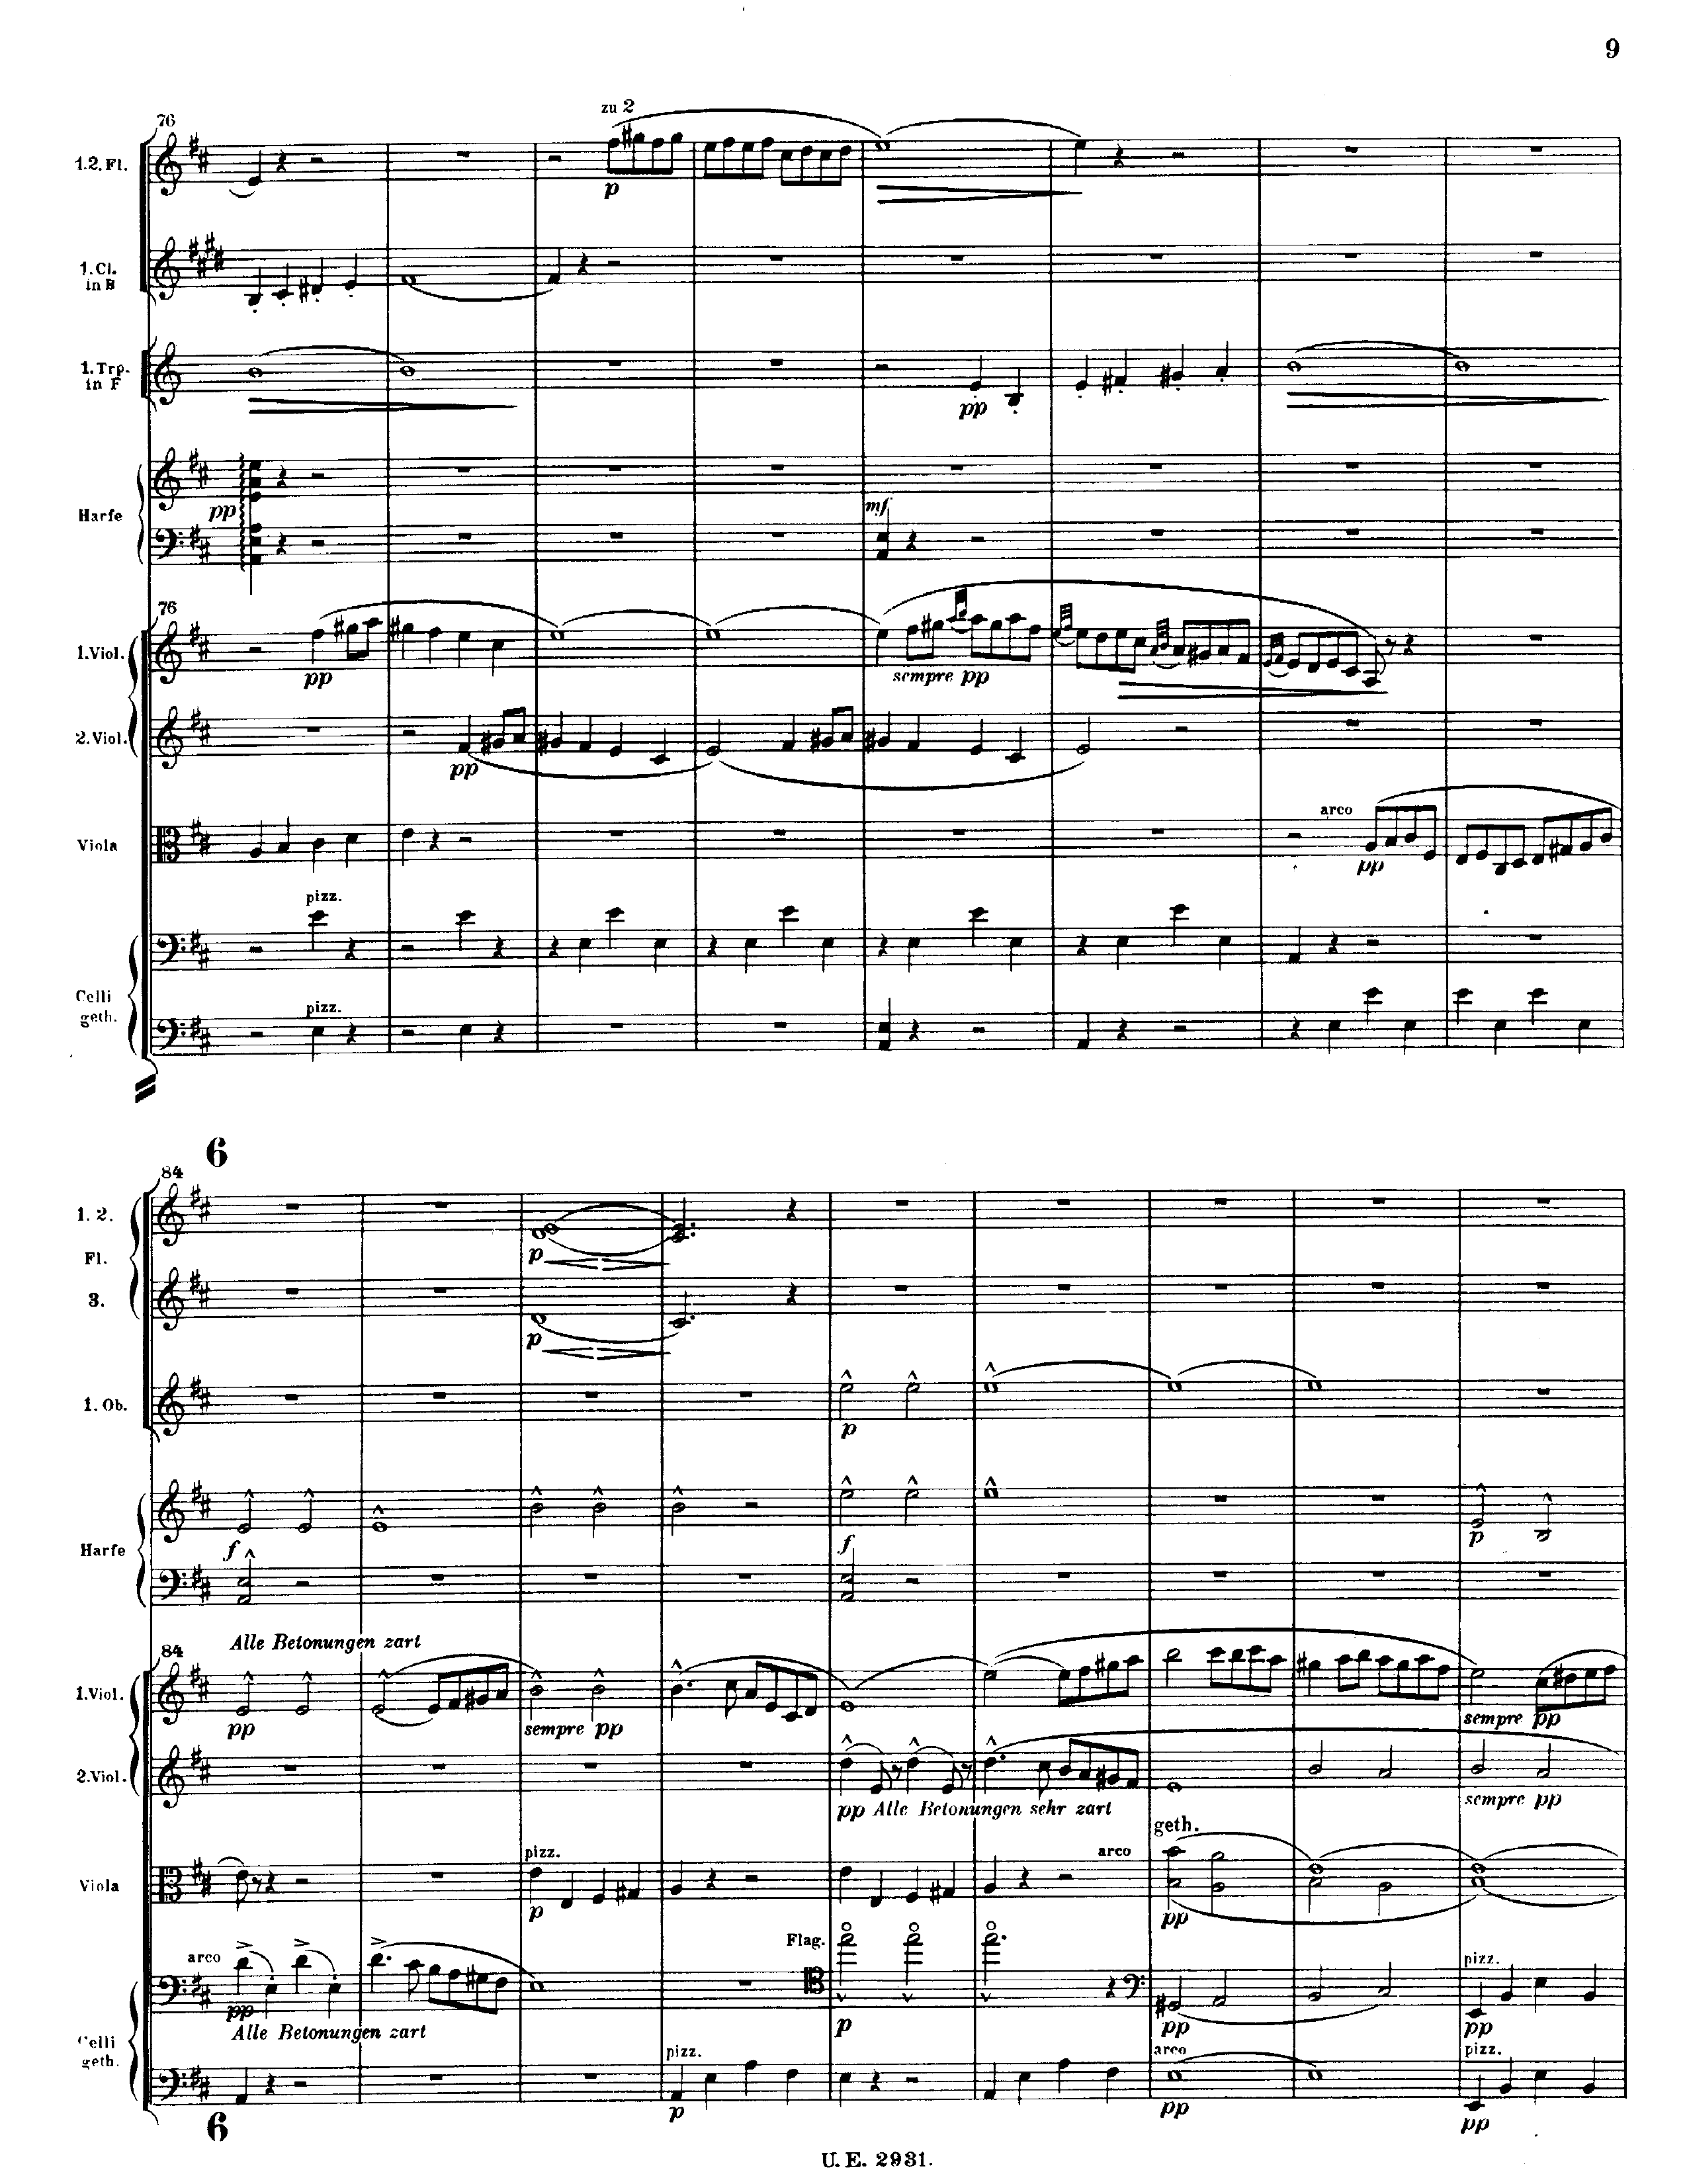 9
76
zu 2
1.2. Fl.
p
1. Cl.
in B
1. Trp.
in F
pp
Harfe
pp
mf
76
1. Viol.
pp
sempre pp
2. Viol.
pp
arco
Viola
pp
pizz.
pizz.
Celli
geth.
6
84
1. 2.
p
Fl.
3.
p
1. Ob.
p
Harfe
f
f
p
Alle Betonungen zart
84
1. Viol.
pp
sempre pp
sempre pp
2. Viol.
pp Alle Betonungen sehr zart
sempre pp
geth.
pizz.
arco
Viola
p
pp
Flag.
arco
pizz.
pp
p
pp
pp
Alle Betonungen zart
Celli
geth.
pizz.
arco
pizz.
p
pp
pp
6
U. E. 2931.